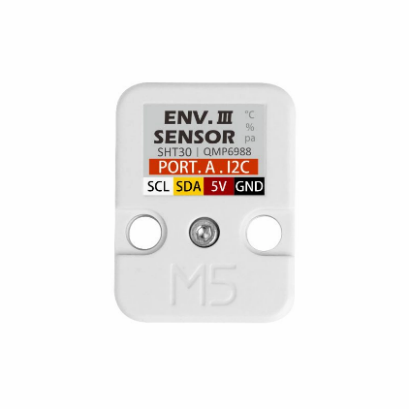 ENV. III °C
SENSOR %
SHT30 | QMP6988 pa
PORT. A . I2C
SCL SDA 5V GND
M5